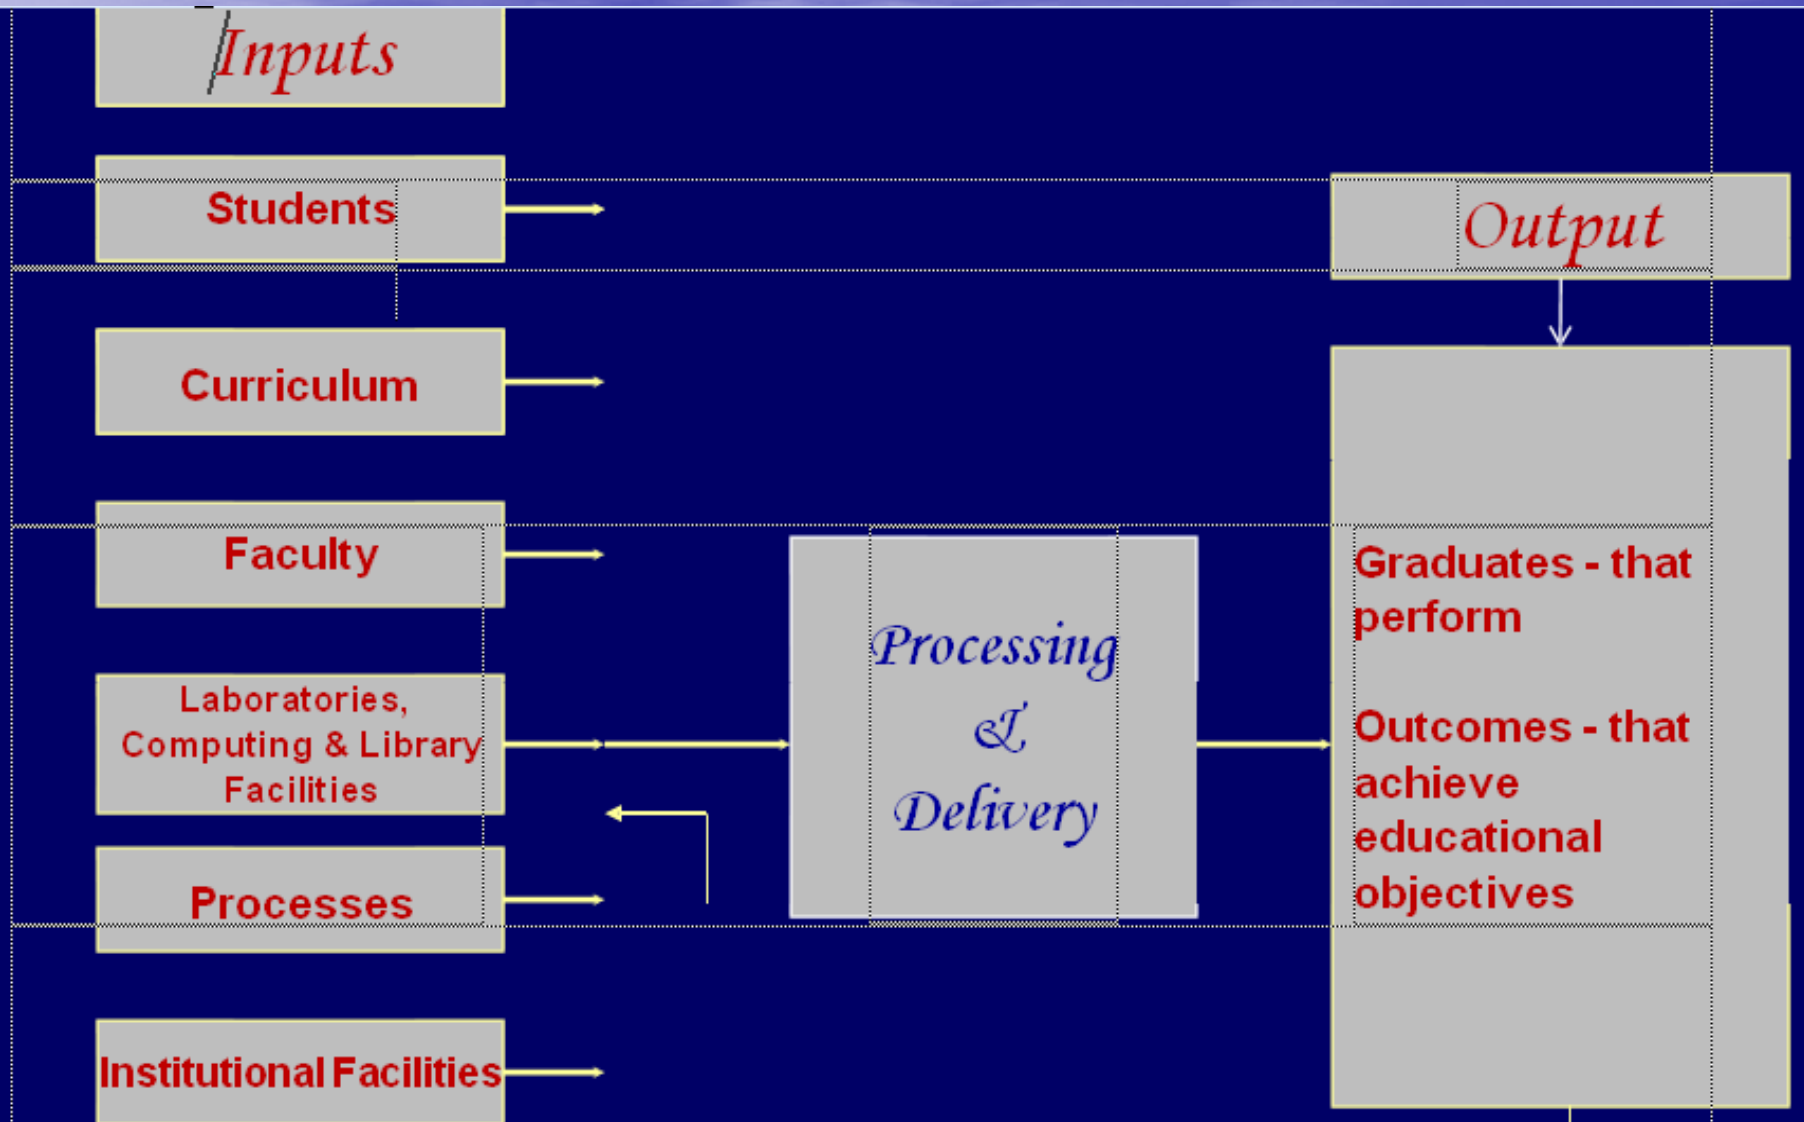 Inputs
Students
Curriculum
Faculty
Laboratories,
Computing & Library
Facilities
Processes
Institutional Facilities
Processing
&
Delivery
Output
Graduates - that
perform
Outcomes - that
achieve
educational
objectives